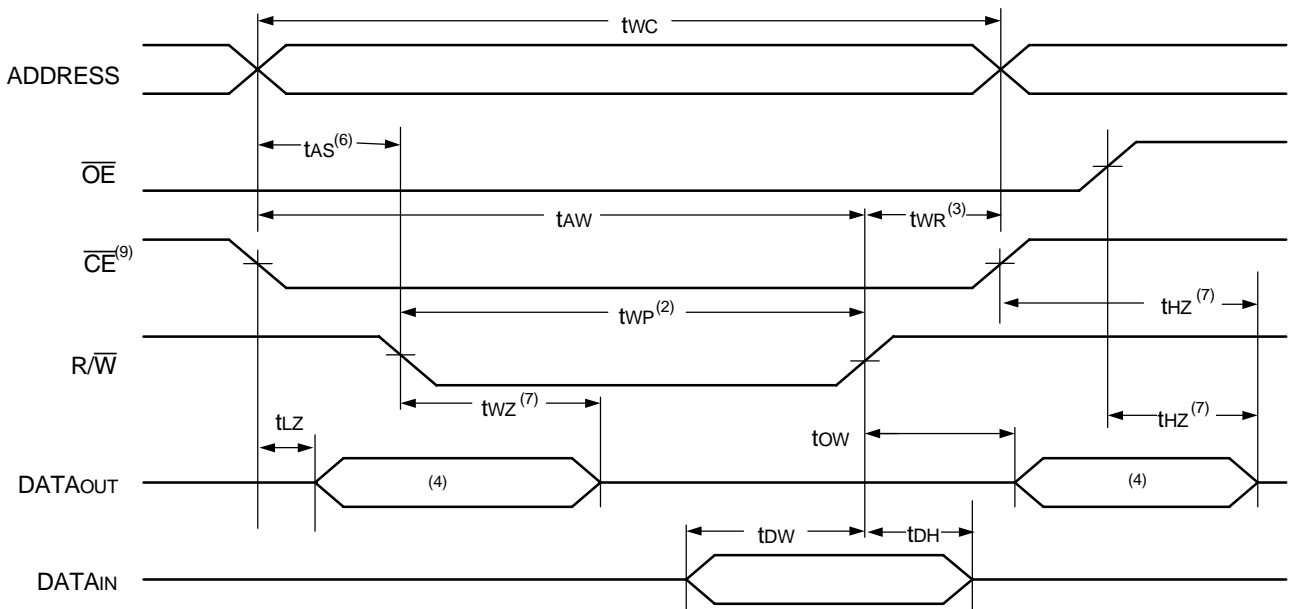 tWC
ADDRESS
tAS(6)
OE
tAW
tWR(3)
CE(9)
tWP(2)
tHZ(7)
R/W
tWZ(7)
tLZ
tHZ(7)
tOW
DATAOUT
(4)
(4)
tDW
tDH
DATAIN